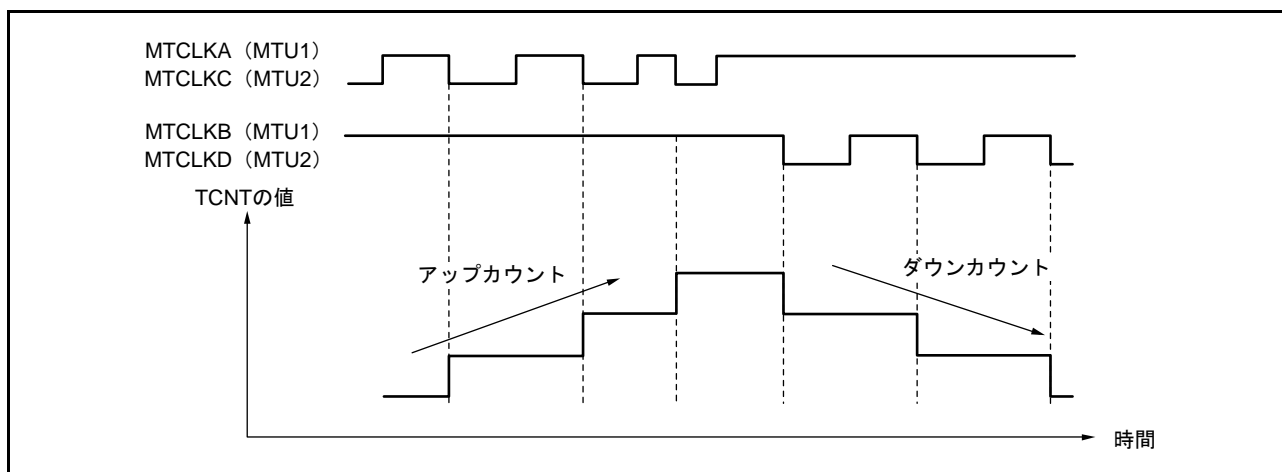 MTCLKA（MTU1）
MTCLKC（MTU2）
MTCLKB（MTU1）
MTCLKD（MTU2）
TCNTの値
アップカウント
ダウンカウント
時間